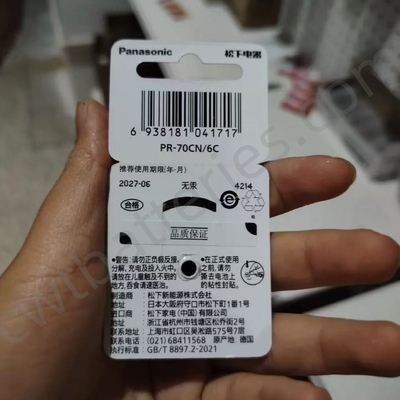 Panasonic 松下电器
6 938181 041717
PR-70CN/6C
推荐使用期限(年-月)
2027-06 无汞 4214
合格
品质保证
●警告:请勿正负极反接,
分解、充电及投入火中。
请放在儿童触及不到的
地方,吞食请速医治。
●在正式使用
之前,请勿
撕去电池上
的粘性封贴。
制造商 : 松下新能源株式会社
地址 : 日本大阪府守口市松下町1番1号
进口商 : 松下家电(中国)有限公司
地址 : 浙江省杭州市钱塘区松乔街2号
联系地址 : 上海市虹口区吴淞路575号7层
联系电话 : (021) 68411568 原产地 德国
执行标准 : GB/T 8897.2-2021